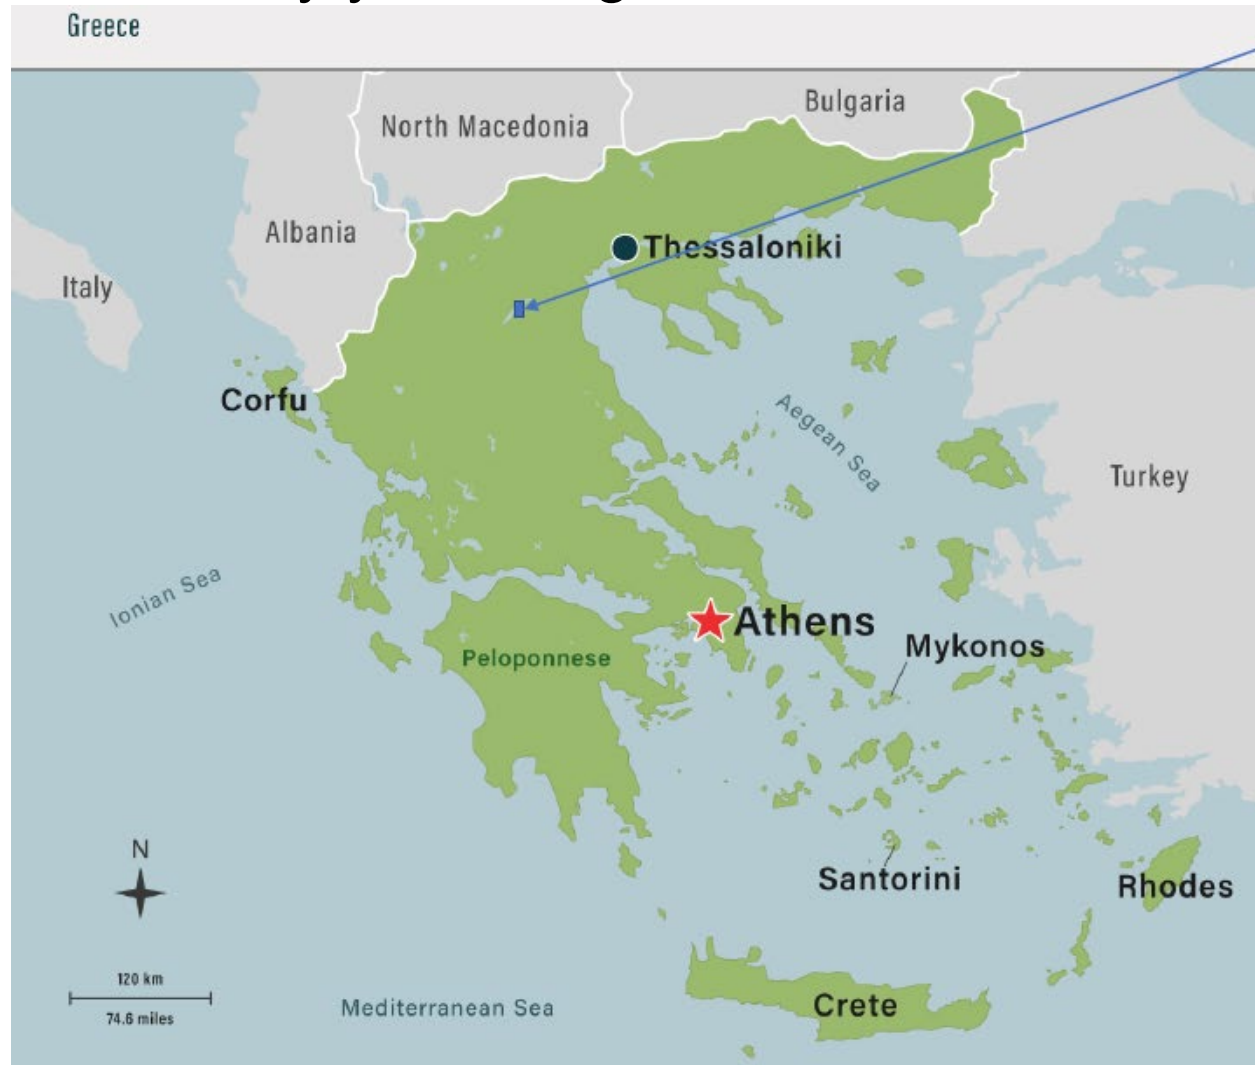 Greece
Bulgaria
North Macedonia
Albania
Thessaloniki
Italy
Corfu
Aegean Sea
Turkey
Ionian Sea
Athens
Mykonos
Peloponnese
N
Santorini
Rhodes
120 km
74.6 miles
Mediterranean Sea
Crete